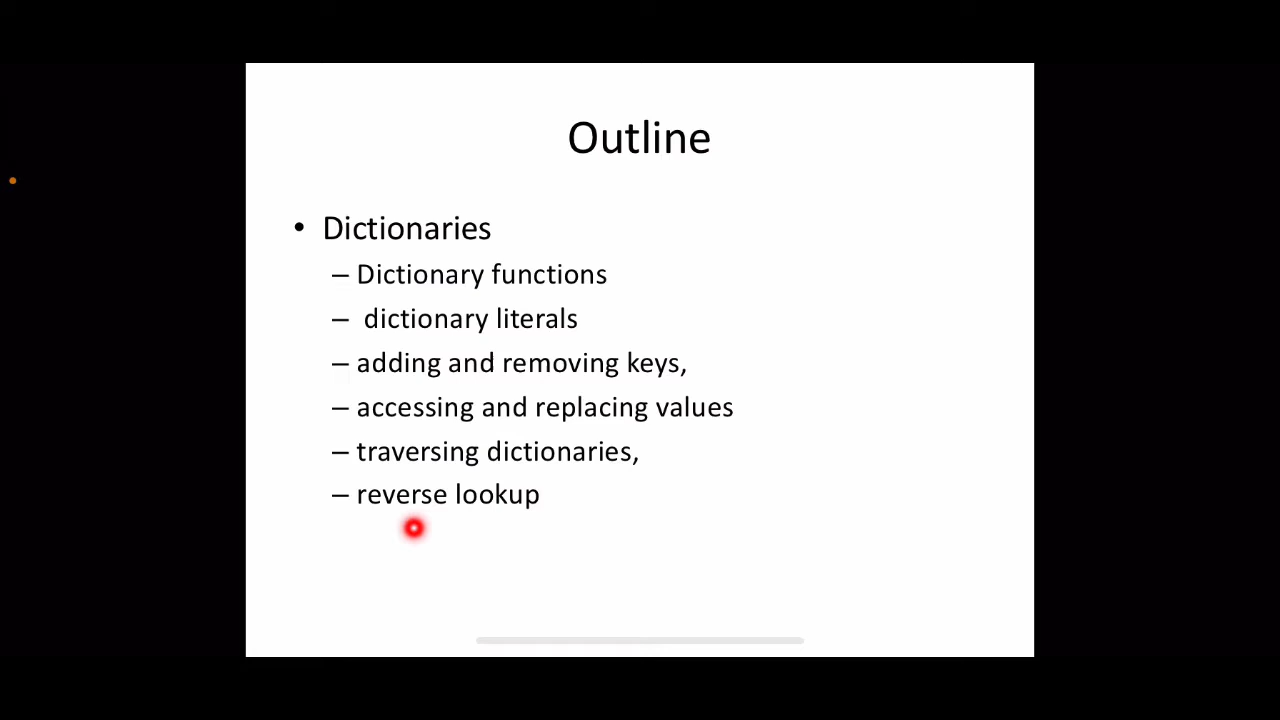 Outline
• Dictionaries
– Dictionary functions
– dictionary literals
– adding and removing keys,
– accessing and replacing values
– traversing dictionaries,
– reverse lookup